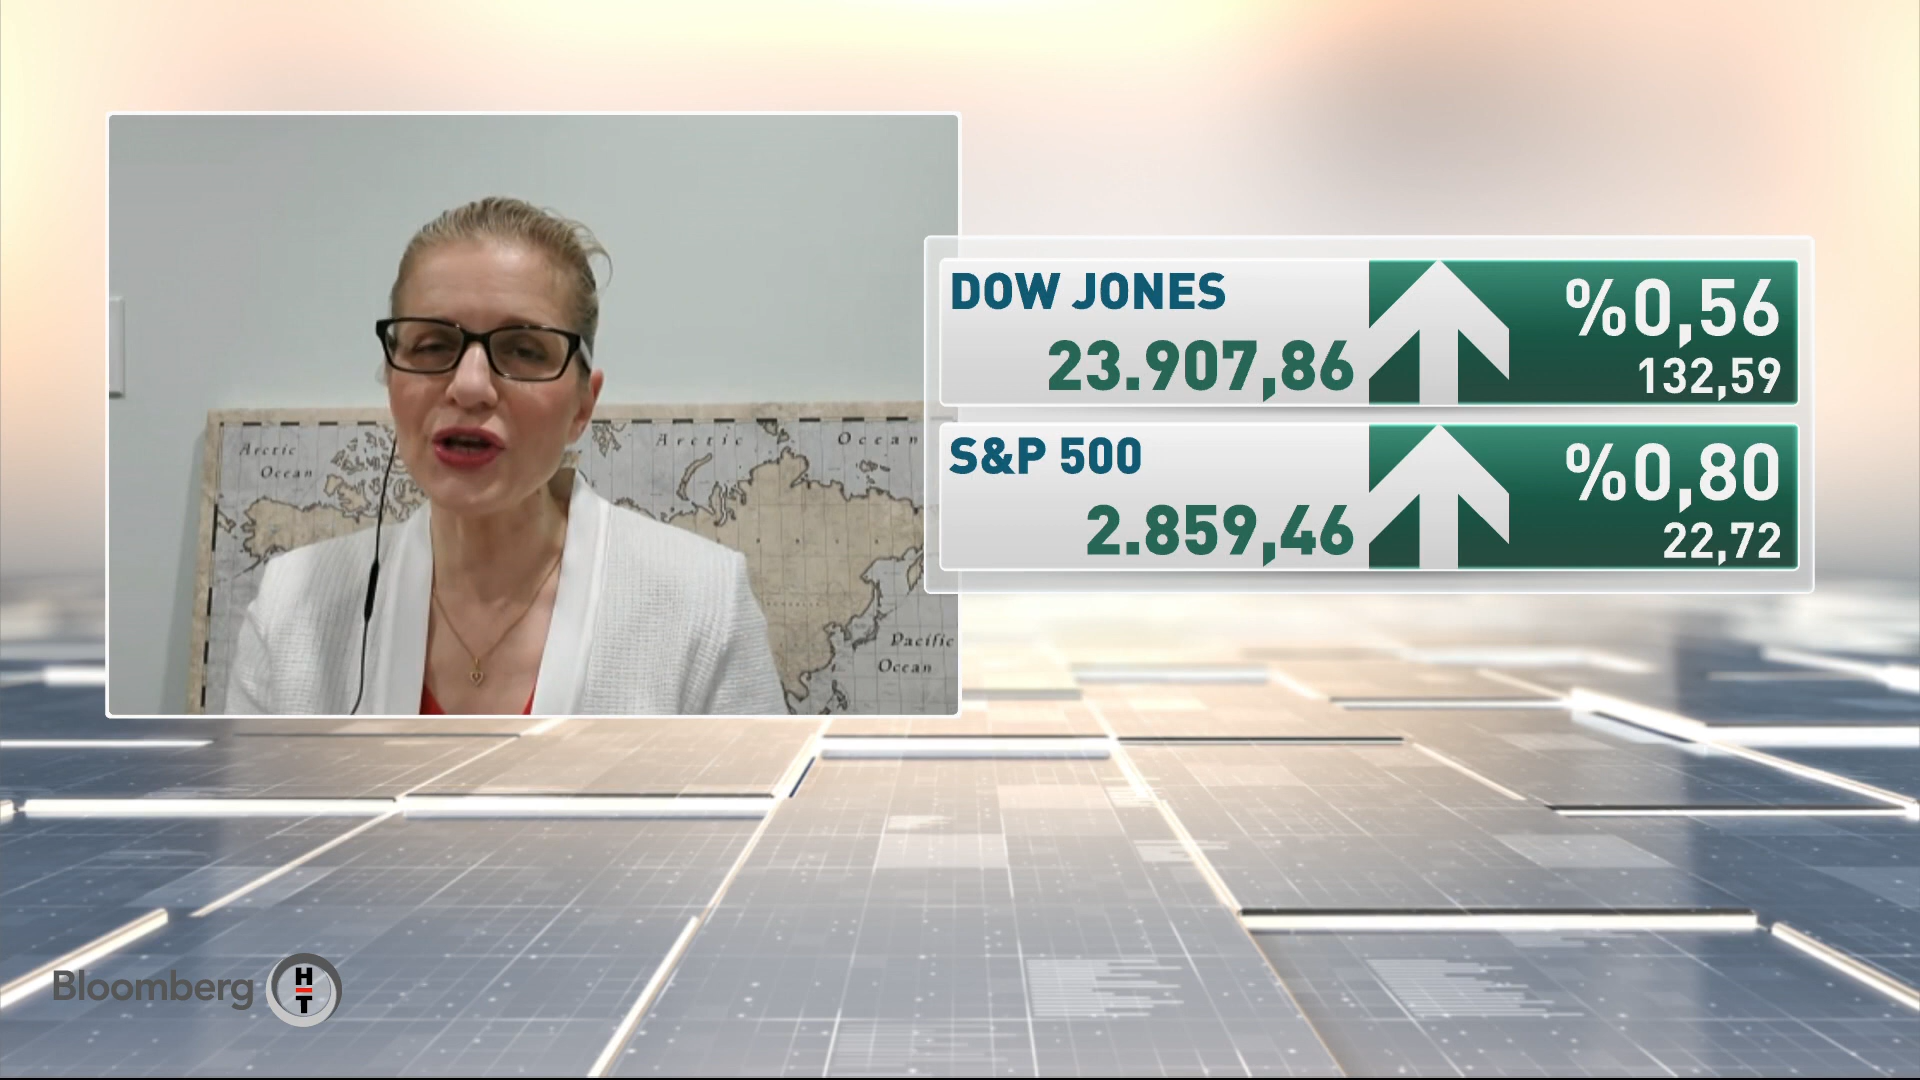 DOW JONES
23.907,86
%0,56
132,59
S&P 500
2.859,46
%0,80
22,72
Arctic
Ocean
Arctic Ocean
Pacific
Ocean
Bloomberg HT